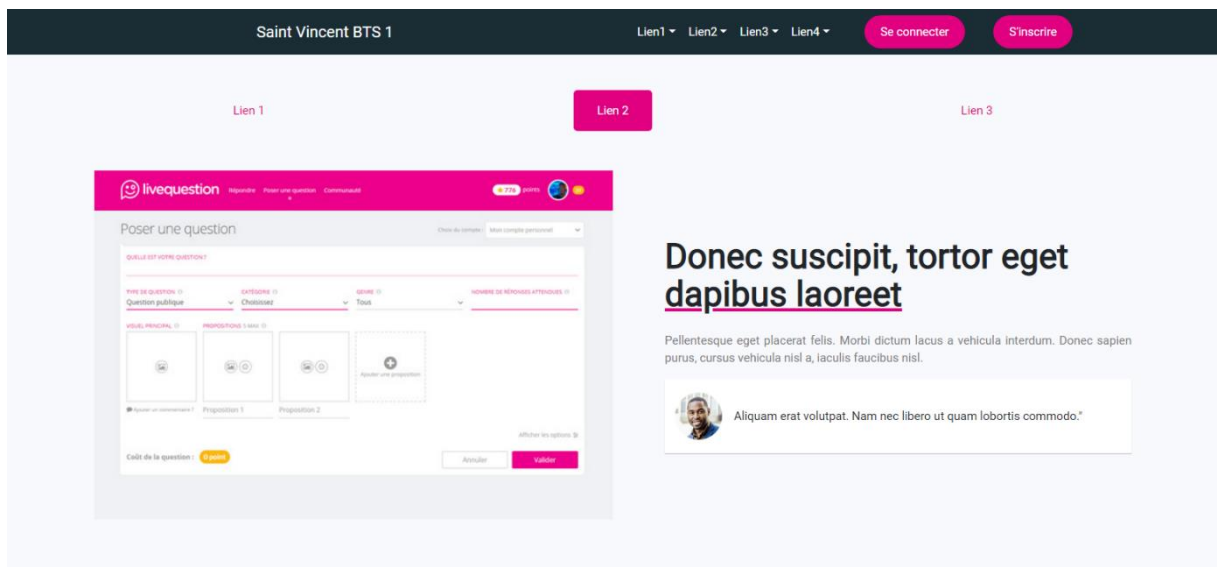 Saint Vincent BTS 1
Lien1 Lien2 Lien3 Lien4 Se connecter S'inscrire
Lien 1 Lien 2 Lien 3
livequestion Répondre Poser une question Communauté 776 points
Poser une question
Choix du compte : Mon compte personnel
QUELLE EST VOTRE QUESTION ?
TYPE DE QUESTION CATÉGORIE GENRE NOMBRE DE RÉPONSES ATTENDUES
Question publique Choisissez Tous
VISUEL PRINCIPAL PROPOSITIONS 5 MAX
Ajouter une proposition
Ajouter un commentaire ? Proposition 1 Proposition 2
Afficher les options
Coût de la question : 0 point Annuler Valider
Donec suscipit, tortor eget
dapibus laoreet
Pellentesque eget placerat felis. Morbi dictum lacus a vehicula interdum. Donec sapien
purus, cursus vehicula nisl a, iaculis faucibus nisl.
Aliquam erat volutpat. Nam nec libero ut quam lobortis commodo."